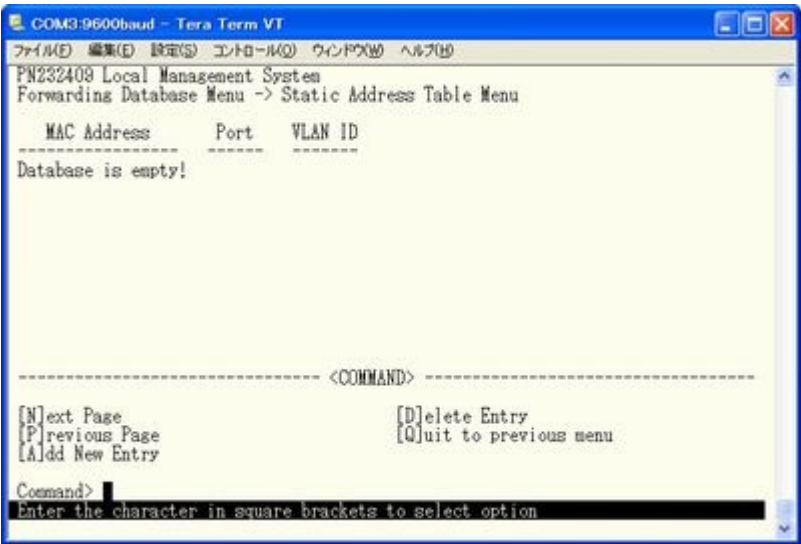 COM3:9600baud - Tera Term VT
ファイル(F) 編集(E) 設定(S) コントロール(O) ウィンドウ(W) ヘルプ(H)
PN232409 Local Management System
Forwarding Database Menu -> Static Address Table Menu
MAC Address Port VLAN ID
----------------- ------ -------
Database is empty!
-------------------------------- <COMMAND> -----------------------------------
[N]ext Page [D]elete Entry
[P]revious Page [Q]uit to previous menu
[A]dd New Entry
Command>
Enter the character in square brackets to select option